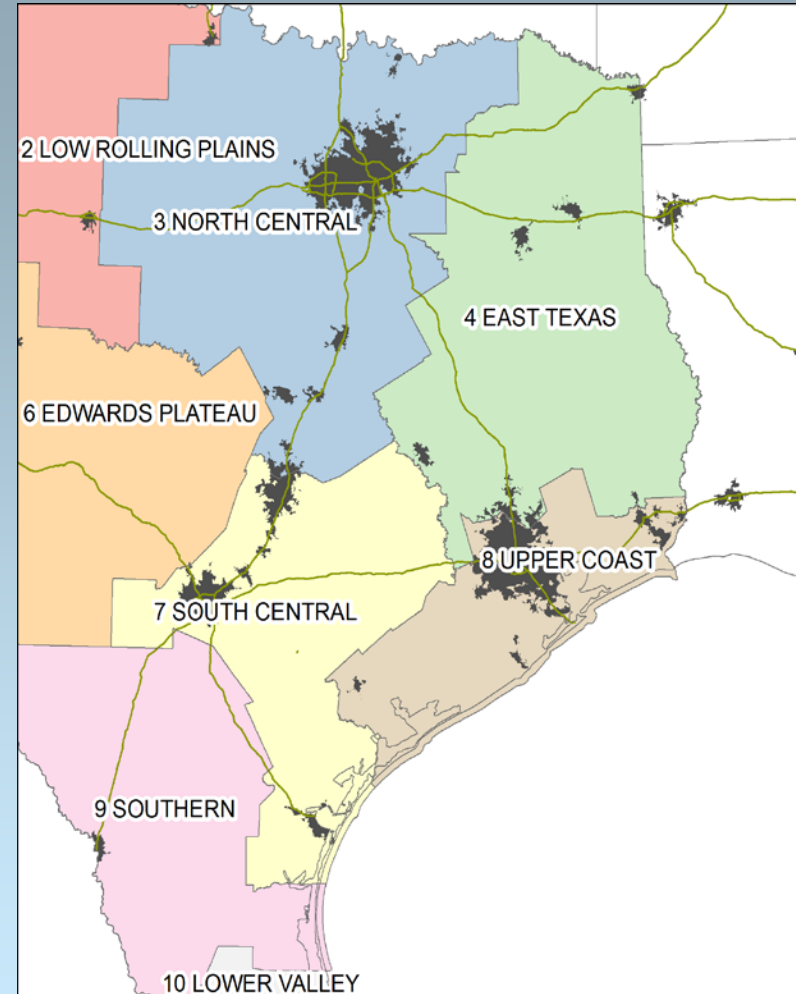 2 LOW ROLLING PLAINS
3 NORTH CENTRAL
4 EAST TEXAS
6 EDWARDS PLATEAU
8 UPPER COAST
7 SOUTH CENTRAL
9 SOUTHERN
10 LOWER VALLEY